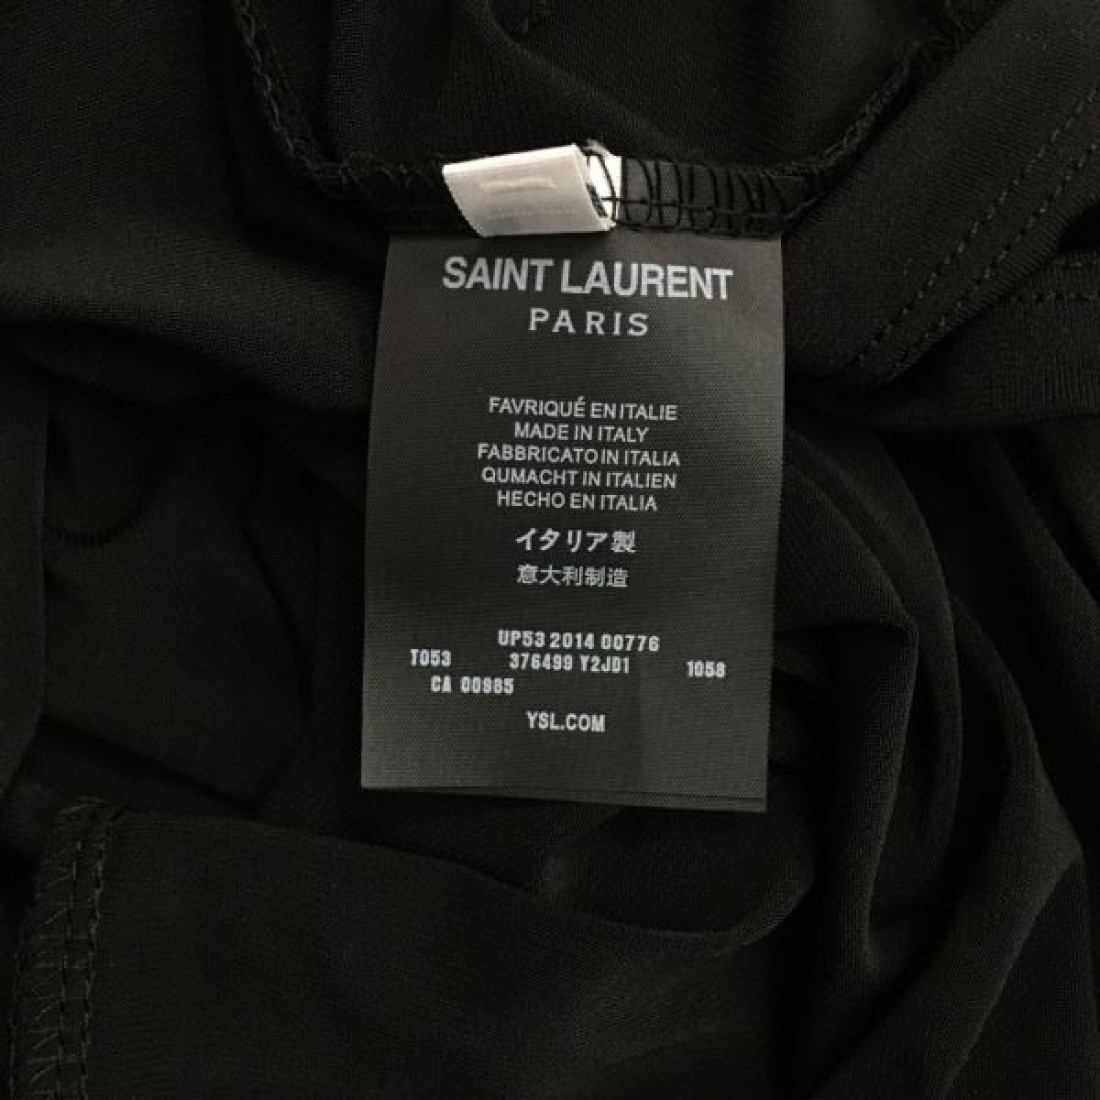 SAINT LAURENT
PARIS
FAVRIQUÉ EN ITALIE
MADE IN ITALY
FABBRICATO IN ITALIA
QUMACHT IN ITALIEN
HECHO EN ITALIA
イタリア製
意大利制造
UP53 2014 00776
T053 376499 Y2JD1 1058
CA 00985
YSL.COM